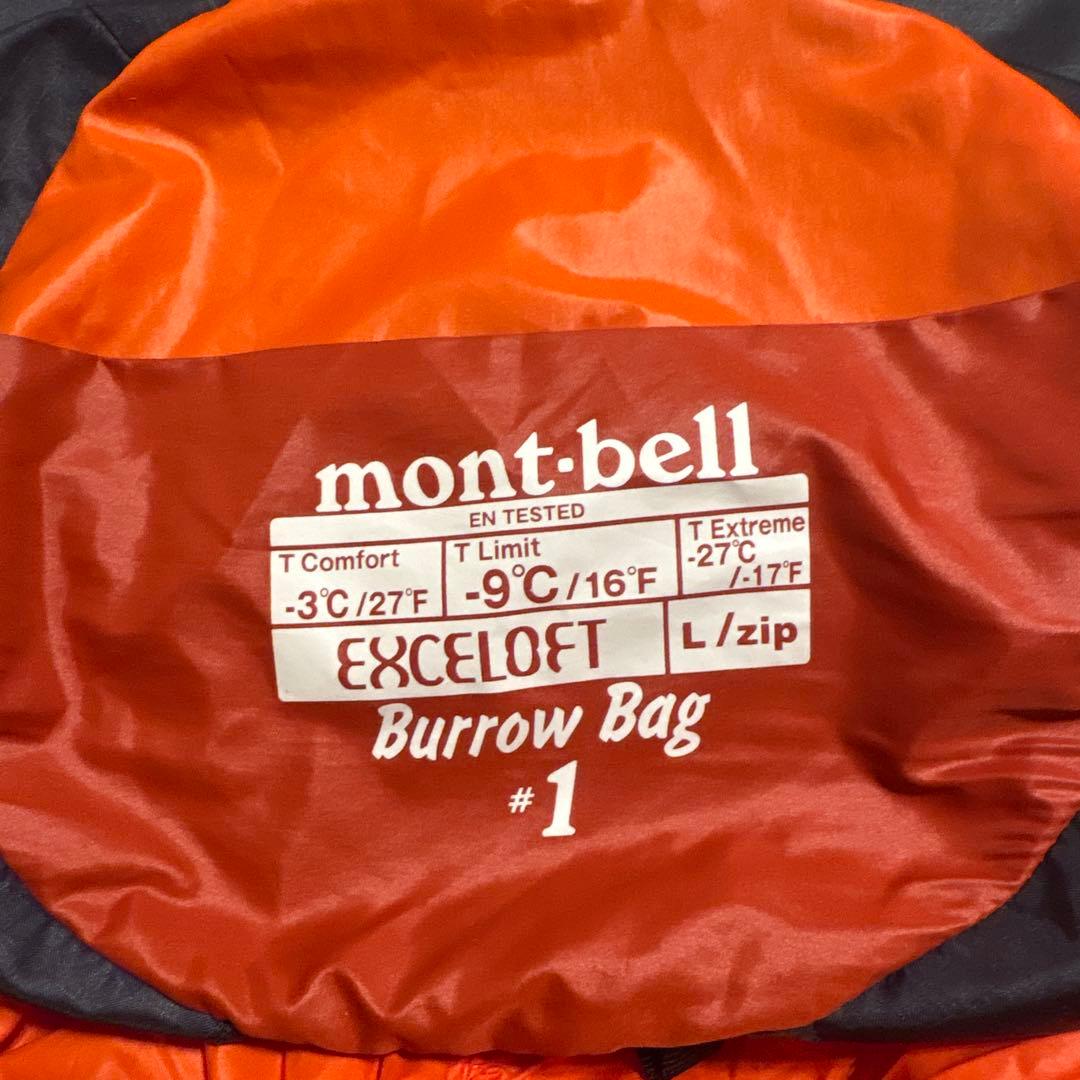 mont-bell
EN TESTED
T Comfort
-3℃/27°F
T Limit
-9℃/16°F
T Extreme
-27℃
/-17°F
EXCELOFT
L/zip
Burrow Bag
#1